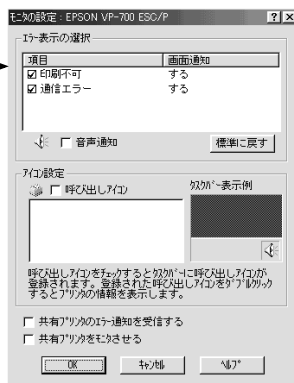 ﾓﾆﾀの設定 : EPSON VP-700 ESC/P
ｴﾗｰ表示の選択
項目 画面通知
印刷不可 する
通信エラー する
音声通知 標準に戻す
ｱｲｺﾝ設定
呼び出しｱｲｺﾝ ﾀｽｸﾊﾞｰ表示例
呼び出しｱｲｺﾝをﾁｪｯｸするとﾀｽｸﾊﾞｰに呼び出しｱｲｺﾝが
登録されます。登録された呼び出しｱｲｺﾝをﾀﾞﾌﾞﾙｸﾘｯｸ
するとﾌﾟﾘﾝﾀの情報を表示します。
共有ﾌﾟﾘﾝﾀのｴﾗｰ通知を受信する
共有ﾌﾟﾘﾝﾀをﾓﾆﾀさせる
OK ｷｬﾝｾﾙ ﾍﾙﾌﾟ